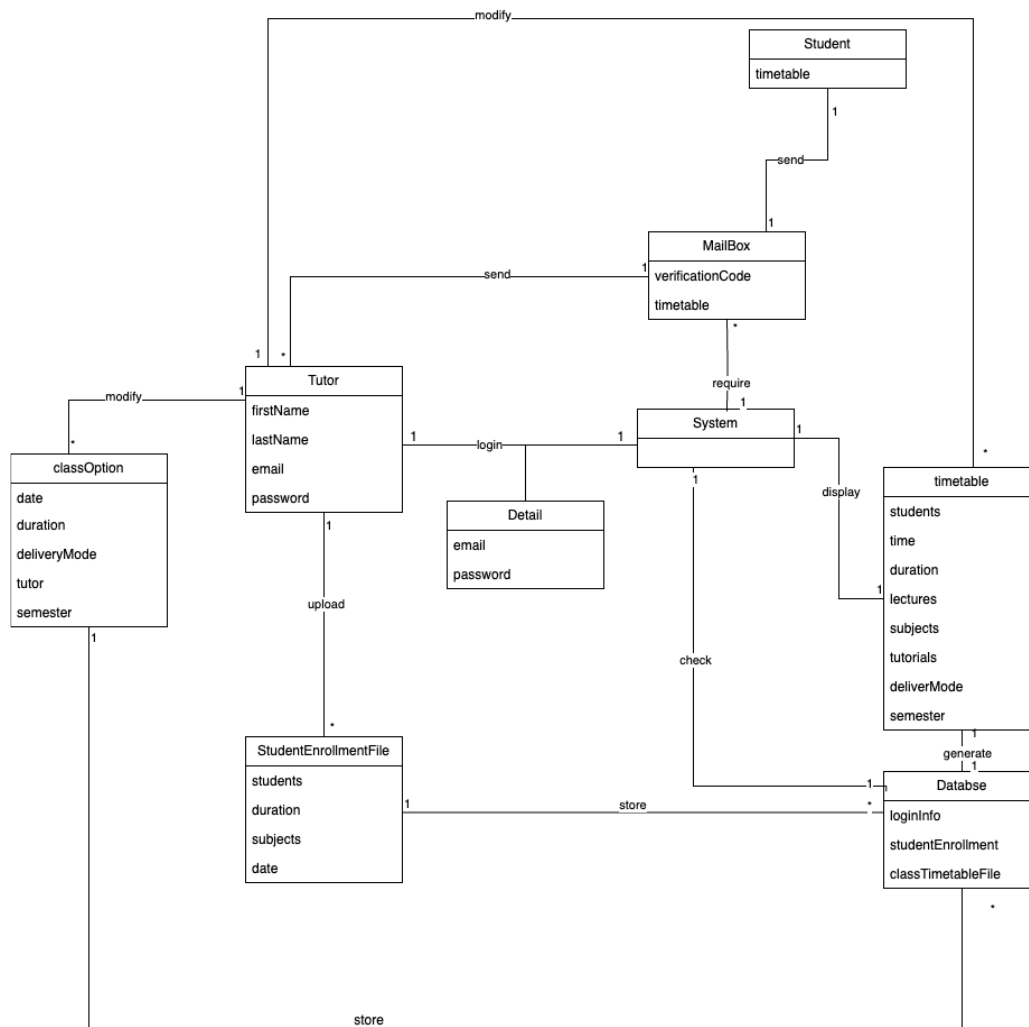 modify
Student
timetable
1
send
1
MailBox
verificationCode
timetable
1
send
*
1
*
require
1
Tutor
firstName
lastName
email
password
1
modify
*
classOption
date
duration
deliveryMode
tutor
semester
1
1
login
1
System
1
1
display
1
*
timetable
students
time
duration
lectures
subjects
tutorials
deliverMode
semester
Detail
email
password
1
upload
*
check
1
generate
1
StudentEnrollmentFile
students
duration
subjects
date
1
store
*
1
Databse
loginInfo
studentEnrollment
classTimetableFile
*
store